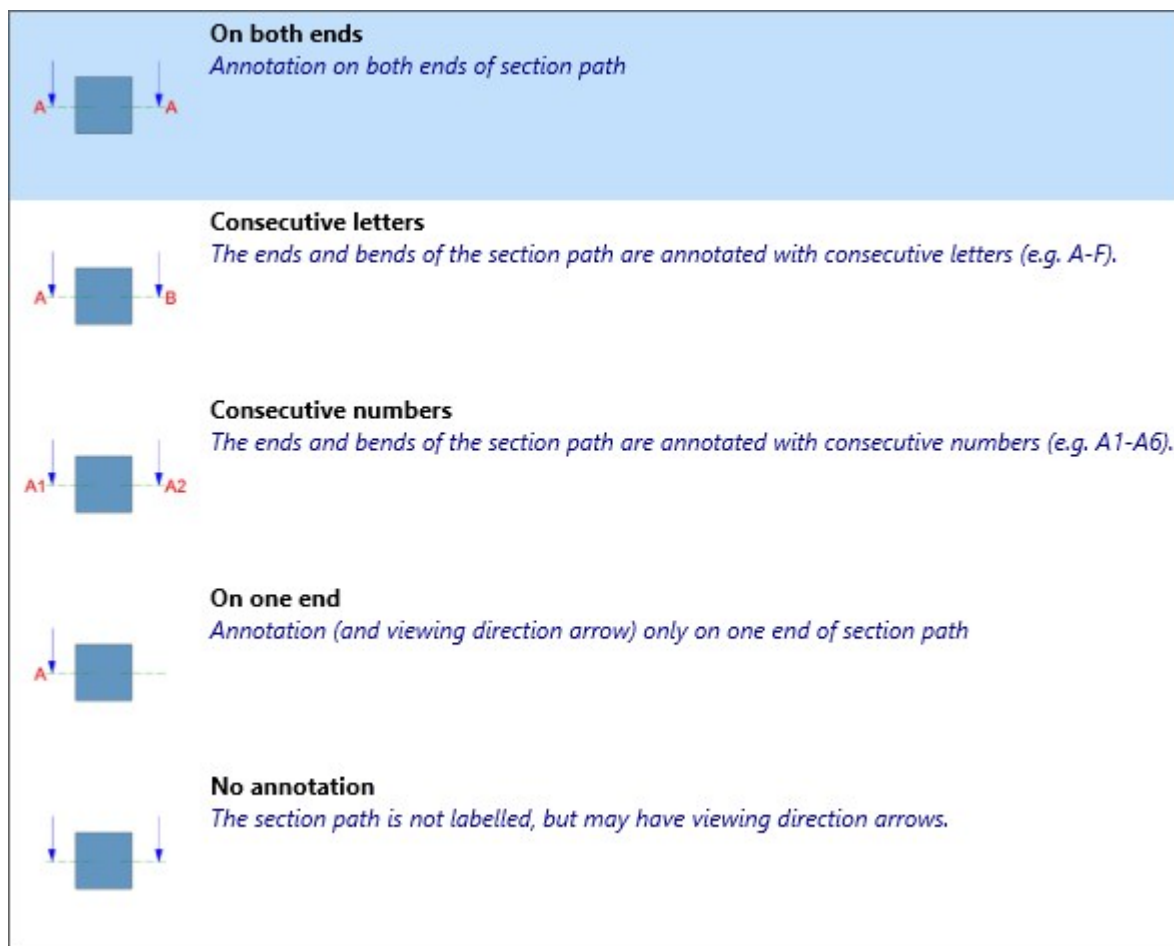 On both ends
Annotation on both ends of section path
A A
Consecutive letters
The ends and bends of the section path are annotated with consecutive letters (e.g. A-F).
A B
Consecutive numbers
The ends and bends of the section path are annotated with consecutive numbers (e.g. A1-A6).
A1 A2
On one end
Annotation (and viewing direction arrow) only on one end of section path
A
No annotation
The section path is not labelled, but may have viewing direction arrows.